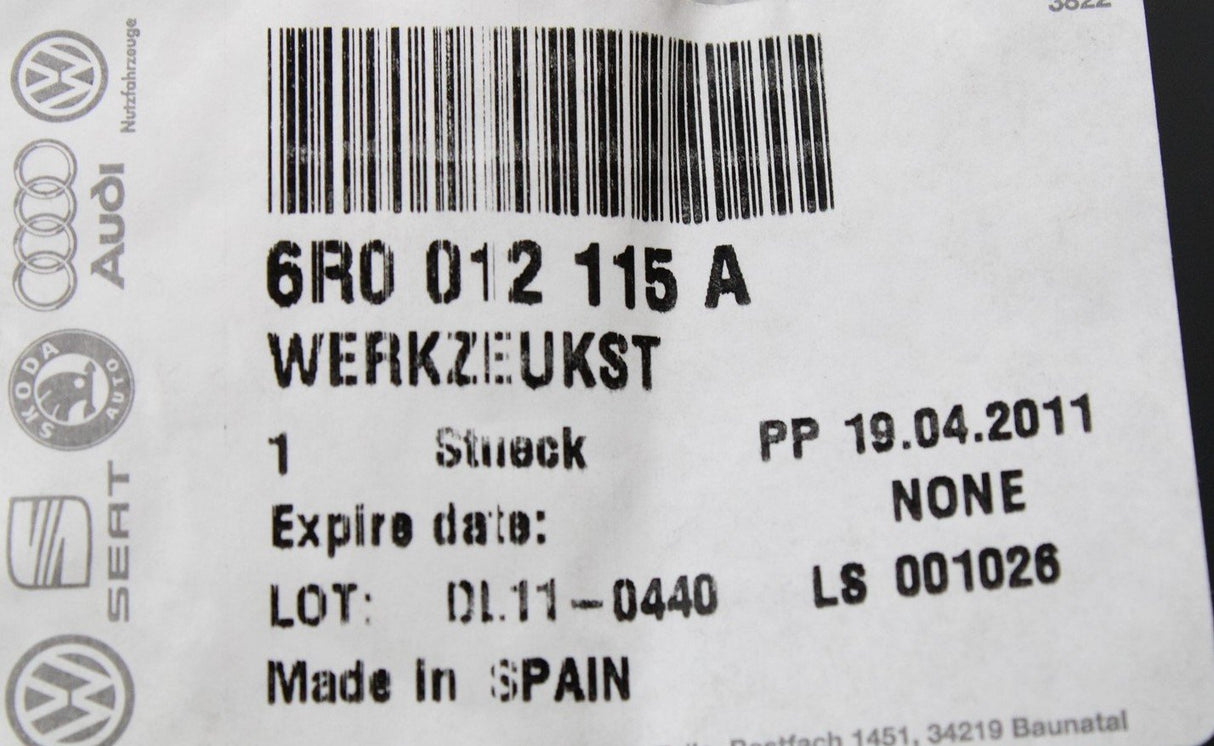 3822
Nutzfahrzeuge
Audi
SKODA
AUTO
SEAT
6R0 012 115 A
WERKZEUKST
1 Stueck PP 19.04.2011
Expire date: NONE
LOT: DL11-0440 LS 001026
Made in SPAIN
Postfach 1451, 34219 Baunatal